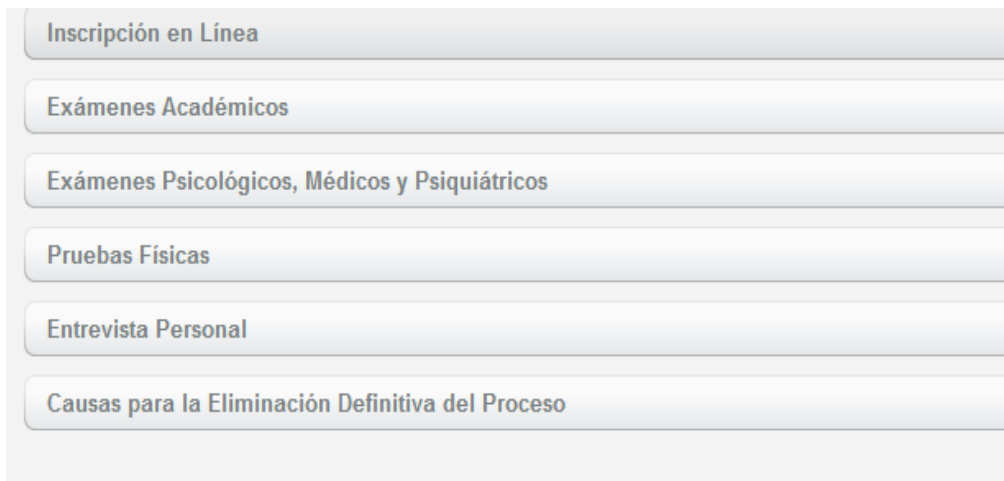 Inscripción en Línea
Exámenes Académicos
Exámenes Psicológicos, Médicos y Psiquiátricos
Pruebas Físicas
Entrevista Personal
Causas para la Eliminación Definitiva del Proceso